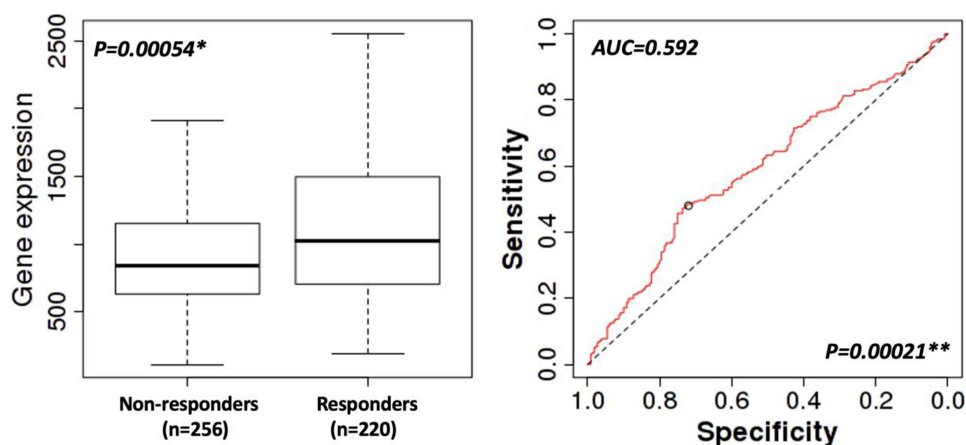 P=0.00054*
Gene expression
2500
1500
500
Non-responders
(n=256)
Responders
(n=220)
AUC=0.592
Sensitivity
1.0
0.8
0.6
0.4
0.2
0.0
P=0.00021**
1.0 0.8 0.6 0.4 0.2 0.0
Specificity